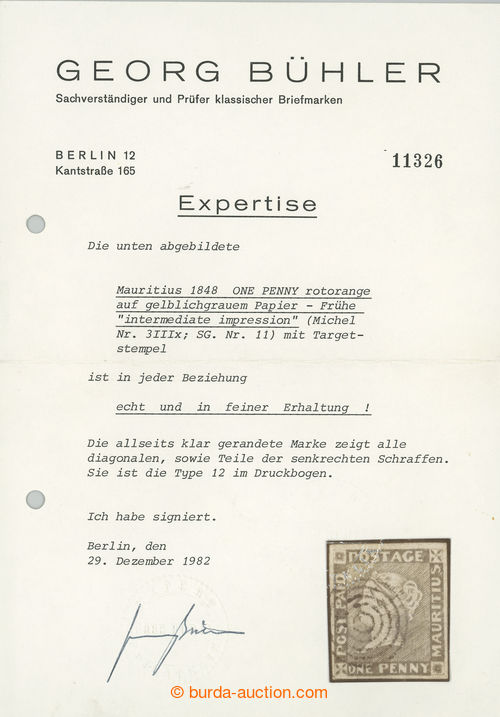 GEORG BÜHLER
Sachverständiger und Prüfer klassischer Briefmarken
BERLIN 12
Kantstraße 165
11326
Expertise
Die unten abgebildete
Mauritius 1848 ONE PENNY rotorange
auf gelblichgrauem Papier - Frühe
"intermediate impression" (Michel
Nr. 3IIIx; SG. Nr. 11) mit Target-
stempel
ist in jeder Beziehung
echt und in feiner Erhaltung !
Die allseits klar gerandete Marke zeigt alle
diagonalen, sowie Teile der senkrechten Schraffen.
Sie ist die Type 12 im Druckbogen.
Ich habe signiert.
Berlin, den
29. Dezember 1982
POSTAGE
POST PAID
MAURITIUS
ONE PENNY
© burda-auction.com